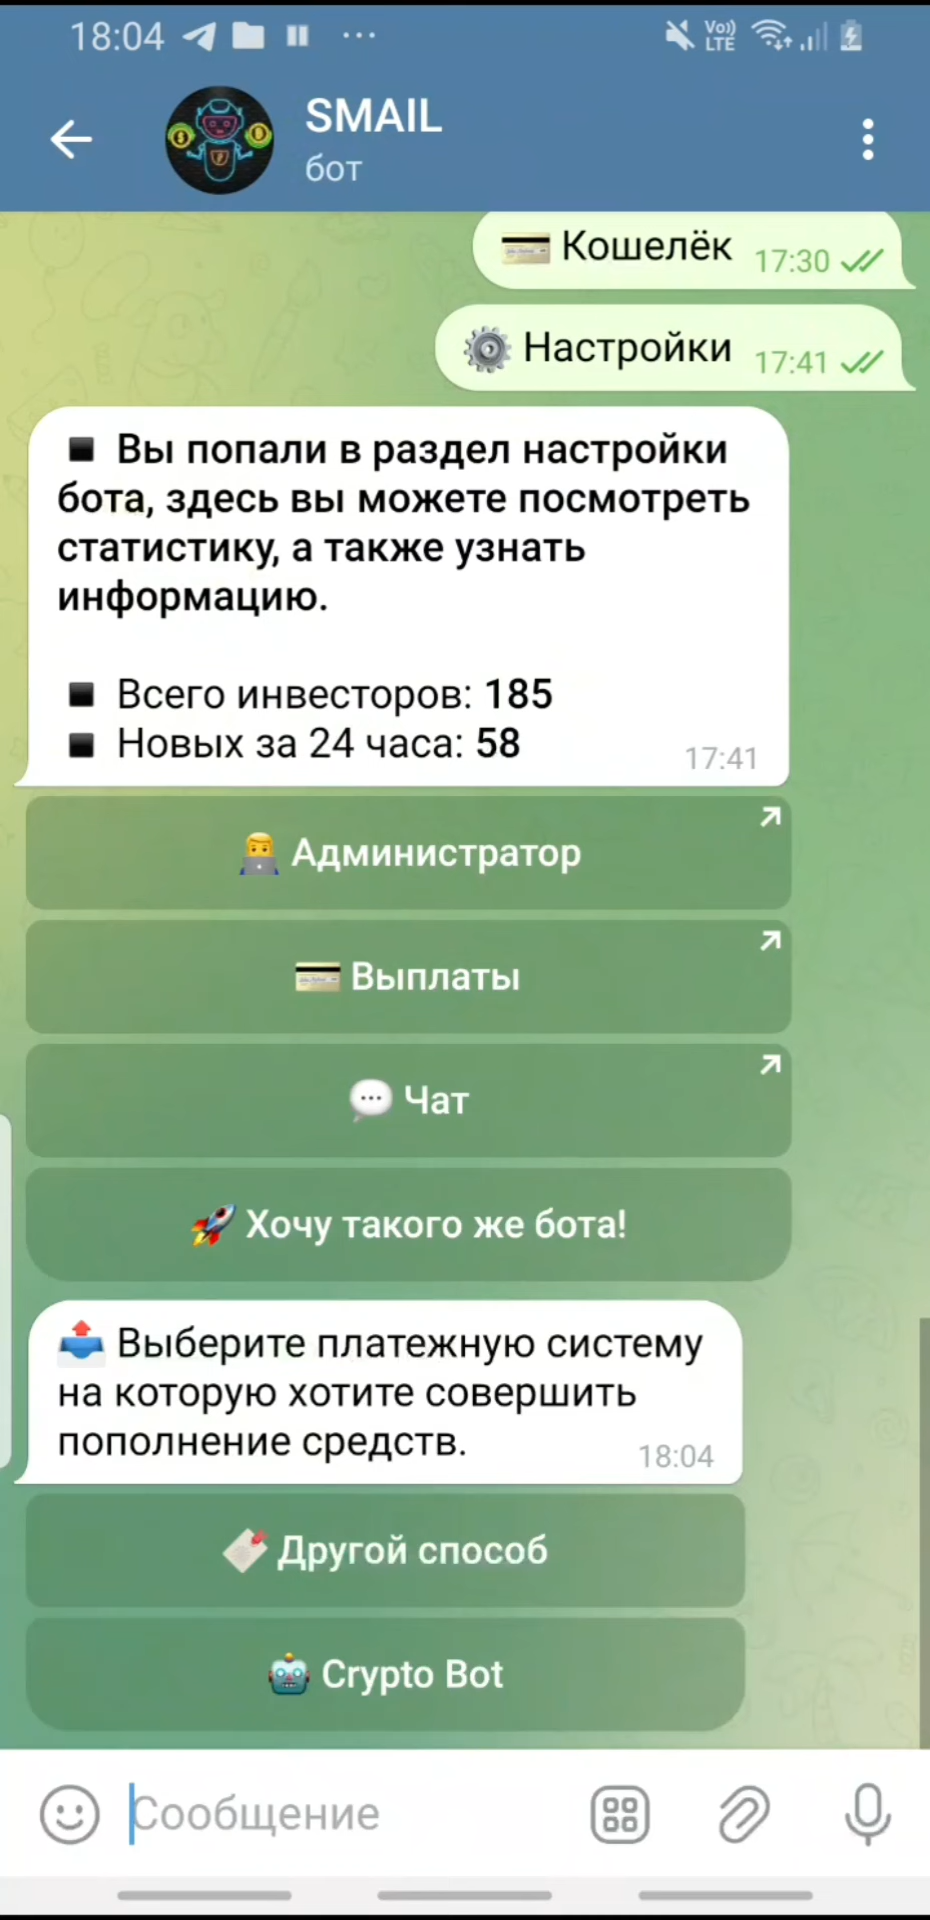 18:04
Vo))
LTE
SMAIL
бот
Кошелёк 17:30
Настройки 17:41
Вы попали в раздел настройки
бота, здесь вы можете посмотреть
статистику, а также узнать
информацию.
Всего инвесторов: 185
Новых за 24 часа: 58
17:41
Администратор
Выплаты
Чат
Хочу такого же бота!
Выберите платежную систему
на которую хотите совершить
пополнение средств.
18:04
Другой способ
Crypto Bot
Сообщение